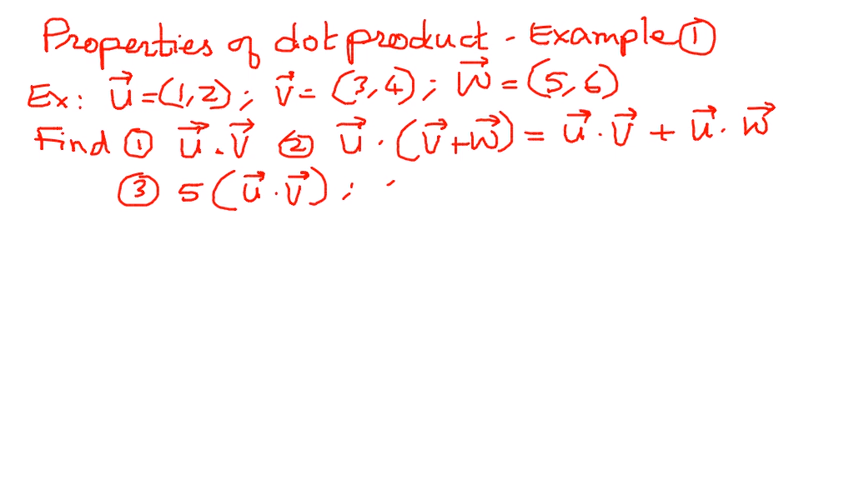 Properties of dot product - Example ①
Ex: u⃗ = (1,2); v⃗ = (3,4); w⃗ = (5,6)
Find ① u⃗ . v⃗ ② u⃗ · (v⃗ + w⃗) = u⃗ · v⃗ + u⃗ · w⃗
③ 5 (u⃗ · v⃗) ;